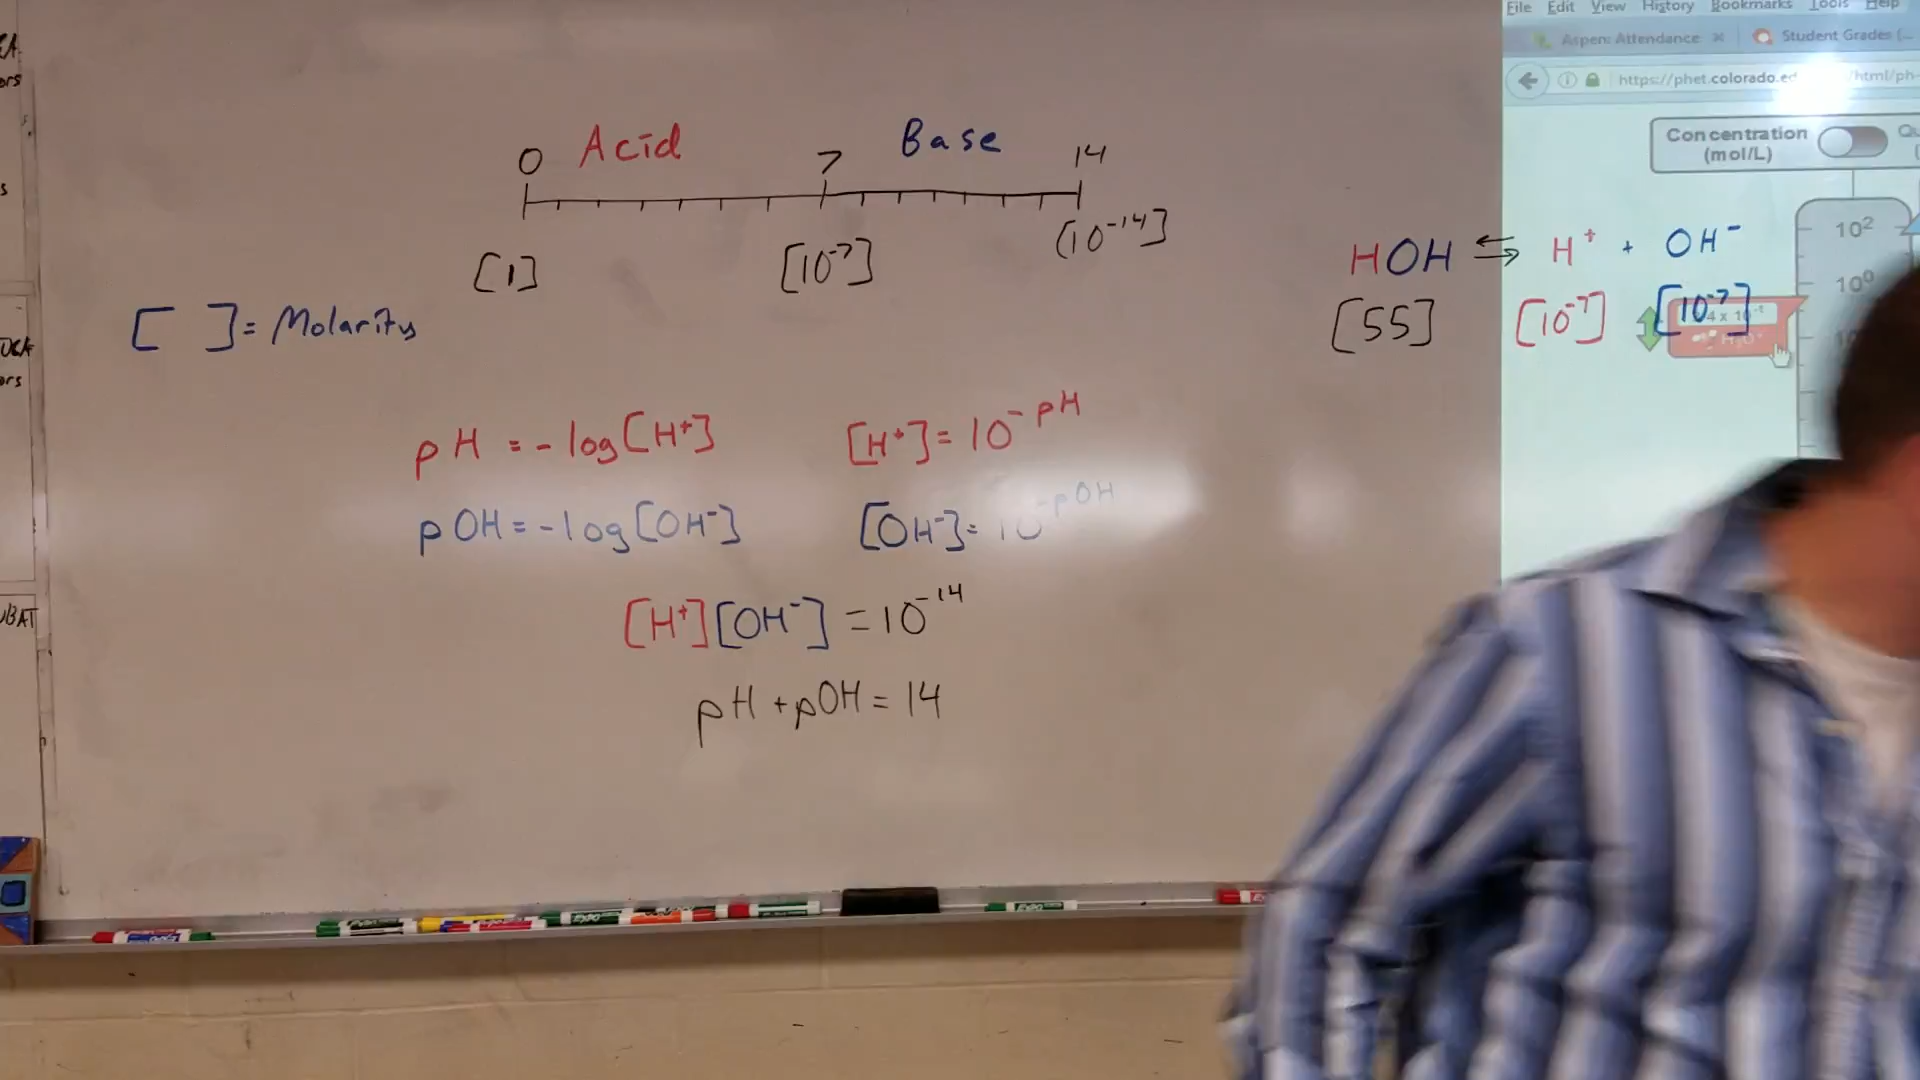 File Edit View History Bookmarks Tools Help
Aspen: Attendance × Student Grades (...
https://phet.colorado.ed /html/ph-
Concentration
(mol/L)
10²
10⁰
0 Acid 7 Base 14
[1] [10⁻⁷] [10⁻¹⁴]
HOH ⇌ H⁺ + OH⁻
[55] [10⁻⁷] [10⁻⁷]
[ ] = Molarity
pH = -log[H⁺] [H⁺] = 10^-pH
pOH = -log[OH⁻] [OH⁻] = 10^-pOH
[H⁺][OH⁻] = 10⁻¹⁴
pH + pOH = 14
EXPO
EXPO